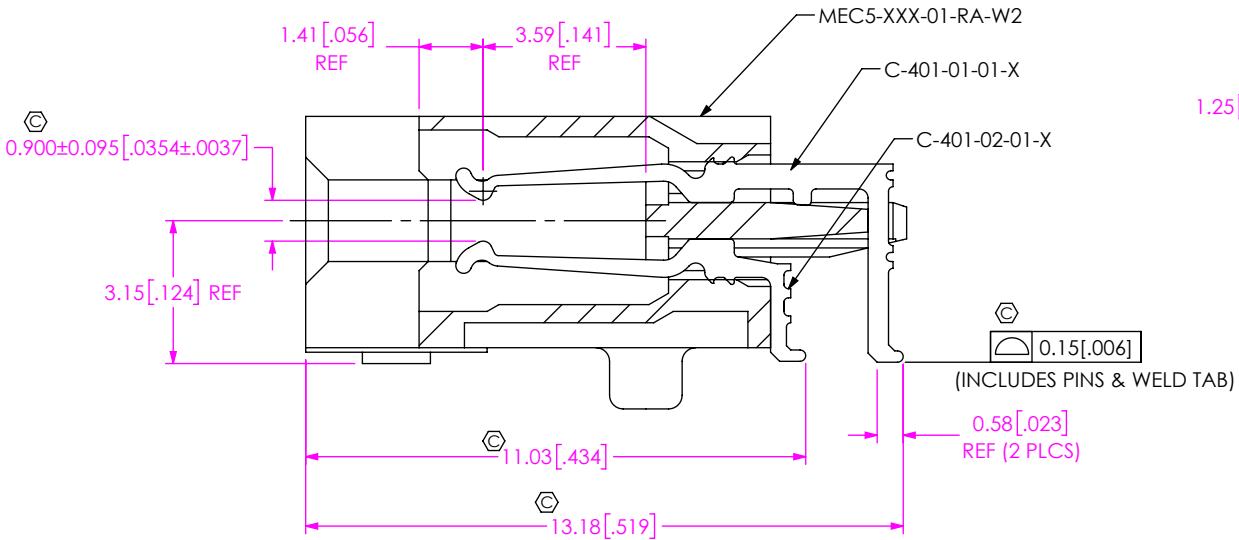 MEC5-XXX-01-RA-W2
1.41[.056]
REF
3.59[.141]
REF
C-401-01-01-X
1.25[
C
0.900±0.095[.0354±.0037]
C-401-02-01-X
3.15[.124] REF
C
0.15[.006]
(INCLUDES PINS & WELD TAB)
0.58[.023]
REF (2 PLCS)
C
11.03[.434]
C
13.18[.519]